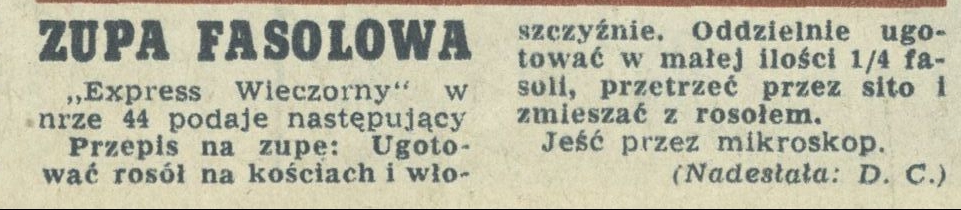 ZUPA FASOLOWA
„Express Wieczorny“ w
nrze 44 podaje następujący
Przepis na zupę: Ugoto-
wać rosół na kościach i wło-
szczyźnie. Oddzielnie ugo-
tować w małej ilości 1/4 fa-
soli, przetrzeć przez sito i
zmieszać z rosołem.
Jeść przez mikroskop.
(Nadesłała: D. C.)